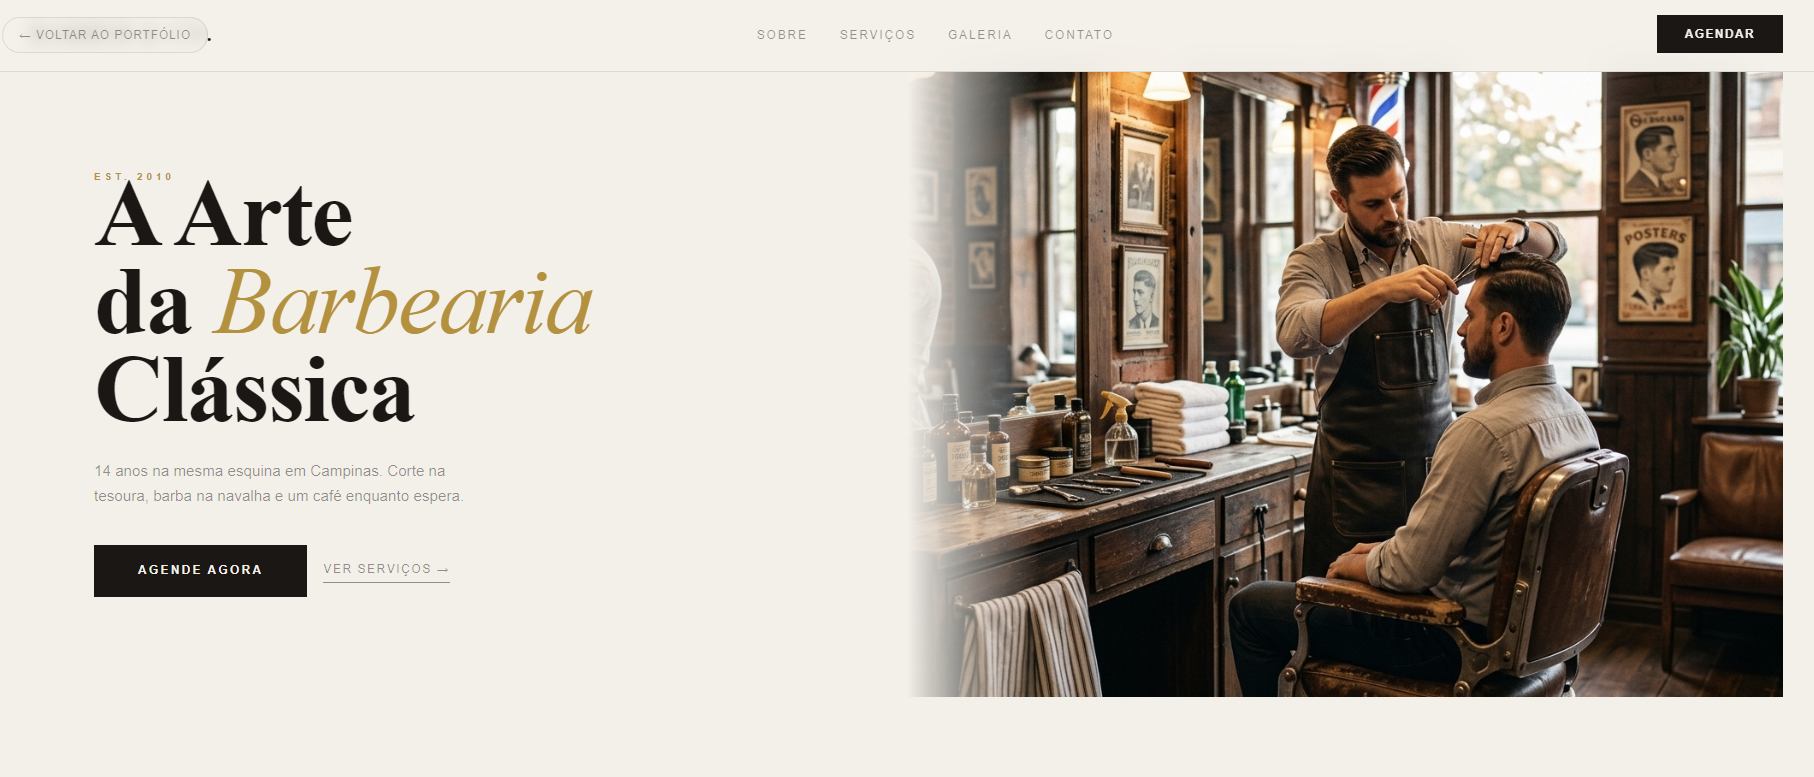 ← VOLTAR AO PORTFÓLIO
SOBRE
SERVIÇOS
GALERIA
CONTATO
AGENDAR
EST. 2010
A Arte
da Barbearia
Clássica
14 anos na mesma esquina em Campinas. Corte na
tesoura, barba na navalha e um café enquanto espera.
AGENDE AGORA
VER SERVIÇOS →
POSTERS